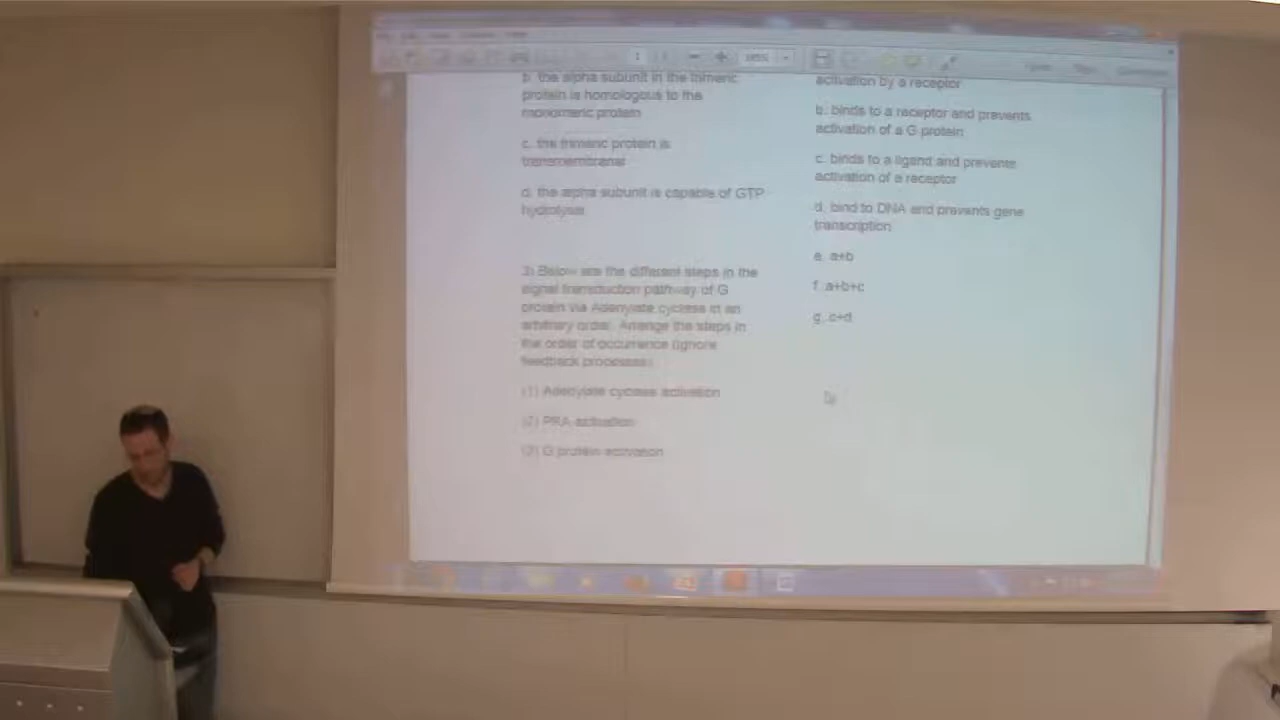 b. the alpha subunit in the trimeric
protein is homologous to the
monomeric protein
c. the trimeric protein is
transmembranal
d. the alpha subunit is capable of GTP
hydrolysis
3) Below are the different steps in the
signal transduction pathway of G
protein via Adenylate cyclase in an
arbitrary order. Arrange the steps in
the order of occurrence (ignore
feedback processes).
(1) Adenylate cyclase activation
(2) PKA activation
(3) G protein activation
activation by a receptor
b. binds to a receptor and prevents
activation of a G protein
c. binds to a ligand and prevents
activation of a receptor
d. bind to DNA and prevents gene
transcription
e. a+b
f. a+b+c
g. c+d